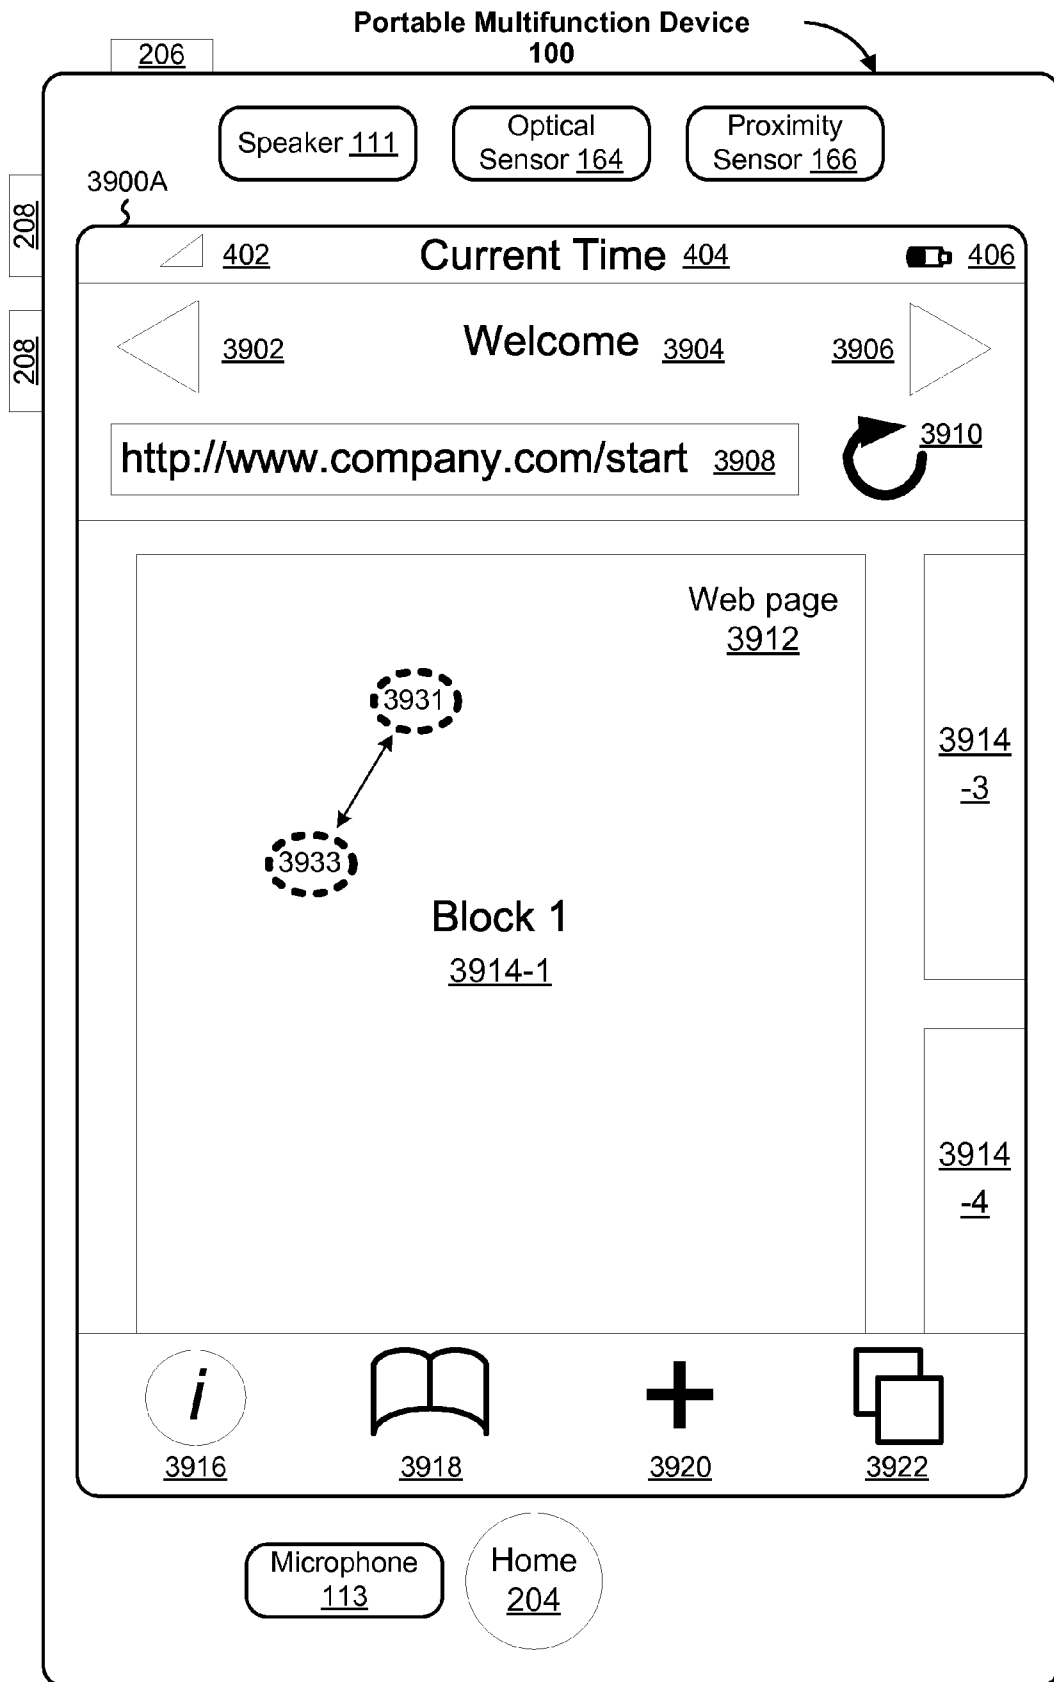 Portable Multifunction Device
100
206
Speaker 111
Optical
Sensor 164
Proximity
Sensor 166
3900A
208
208
402
Current Time 404
406
3902
Welcome 3904
3906
http://www.company.com/start 3908
3910
Web page
3912
3931
3933
Block 1
3914-1
3914
-3
3914
-4
i
3916
3918
3920
3922
Microphone
113
Home
204